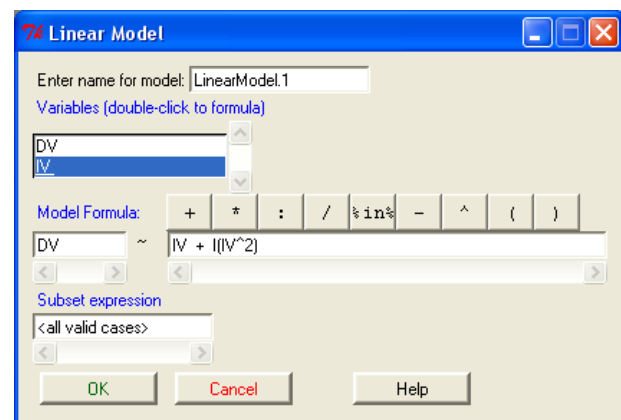 Linear Model
Enter name for model: LinearModel.1
Variables (double-click to formula)
DV
IV
Model Formula: + * : / %in% - ^ ( )
DV ~ IV + I(IV^2)
Subset expression
<all valid cases>
OK Cancel Help